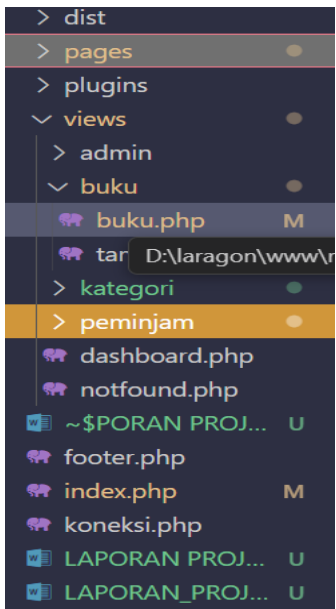 > dist
> pages
> plugins
views
> admin
buku
buku.php M
tar D:\laragon\www\r
> kategori
> peminjam
dashboard.php
notfound.php
~$PORAN PROJ... U
footer.php
index.php M
koneksi.php
LAPORAN PROJ... U
LAPORAN_PROJ... U